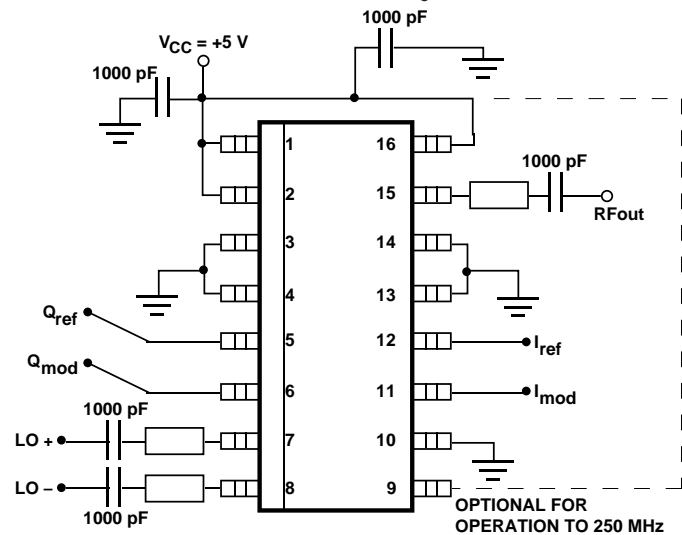 1000 pF
VCC = +5 V
1000 pF
1 16
1000 pF
2 15
RFout
3 14
4 13
Qref
5 12 Iref
Qmod
6 11 Imod
1000 pF
LO + 7 10
LO – 8 9
1000 pF
OPTIONAL FOR
OPERATION TO 250 MHz